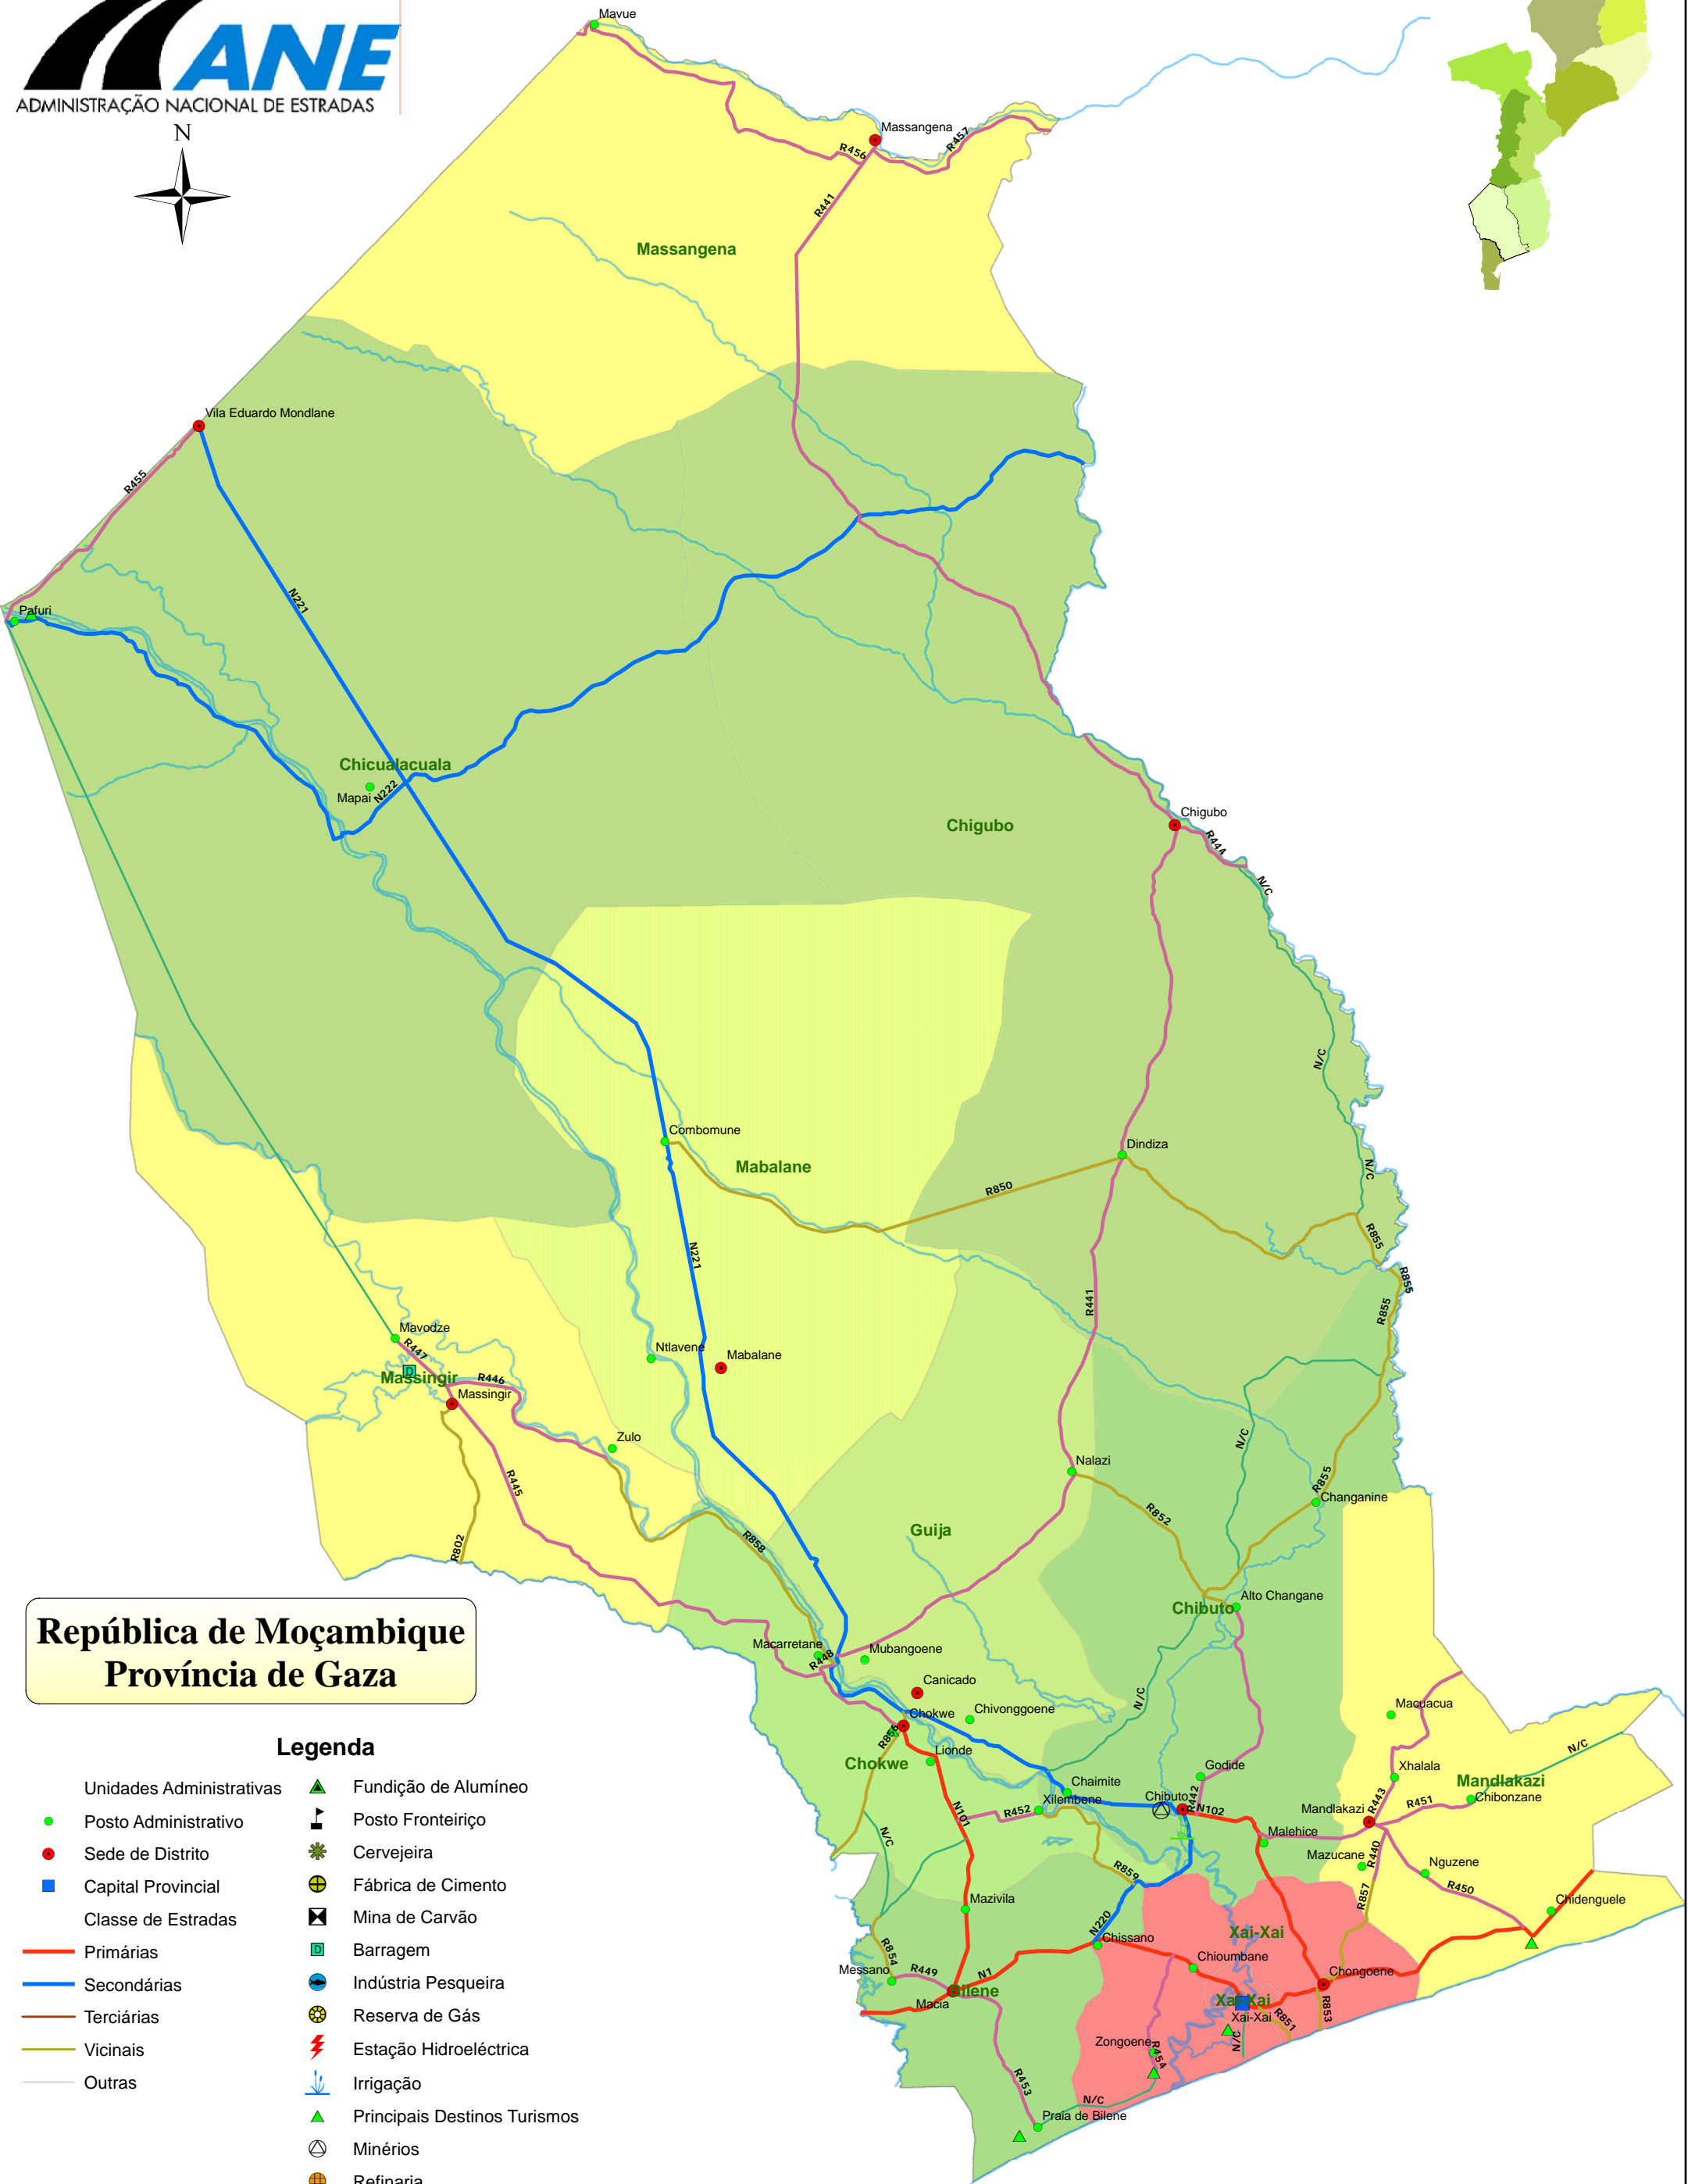 ANE
ADMINISTRAÇÃO NACIONAL DE ESTRADAS
N
Mavue
Massangena
R456
R457
R441
Massangena
Vila Eduardo Mondlane
R455
N221
Pafuri
Chicualacuala
Mapai
N222
Chigubo
Chigubo
R444
N/C
N/C
Combomune
Mabalane
Dindiza
R850
N/C
R855
N221
R855
R441
R855
Mavodze
R447
Ntlavene
Mabalane
D
Massingir
R446
Massingir
Zulo
N/C
Nalazi
R445
R855
Changanine
R852
Guija
R802
R858
Chibuto
Alto Changane
República de Moçambique
Província de Gaza
Macarretane
R448
Mubangoene
Canicado
N/C
Chokwe
Chivonggoene
Macuacua
R856
Lionde
Chokwe
N/C
Godide
Xhalala
Mandlakazi
Chaimite
Chibuto
R442
N102
Xilembene
R452
N101
Mandlakazi
R443
R451
Chibonzane
Malehice
N/C
Mazucane
R440
Nguzene
R859
R450
R857
Mazivila
Chidenguele
N220
Xai-Xai
Chissano
R854
Chioumbane
Messano
R449
N1
Chongoene
Bilene
Macia
Xai-Xai
Xai-Xai
R851
R853
Zongoene
N/C
R454
R453
N/C
Praia de Bilene
Legenda
Unidades Administrativas
Posto Administrativo
Sede de Distrito
Capital Provincial
Classe de Estradas
Primárias
Secondárias
Terciárias
Vicinais
Outras
Fundição de Alumíneo
Posto Fronteiriço
Cervejeira
Fábrica de Cimento
Mina de Carvão
D Barragem
Indústria Pesqueira
Reserva de Gás
Estação Hidroeléctrica
Irrigação
Principais Destinos Turismos
Minérios
Refinaria